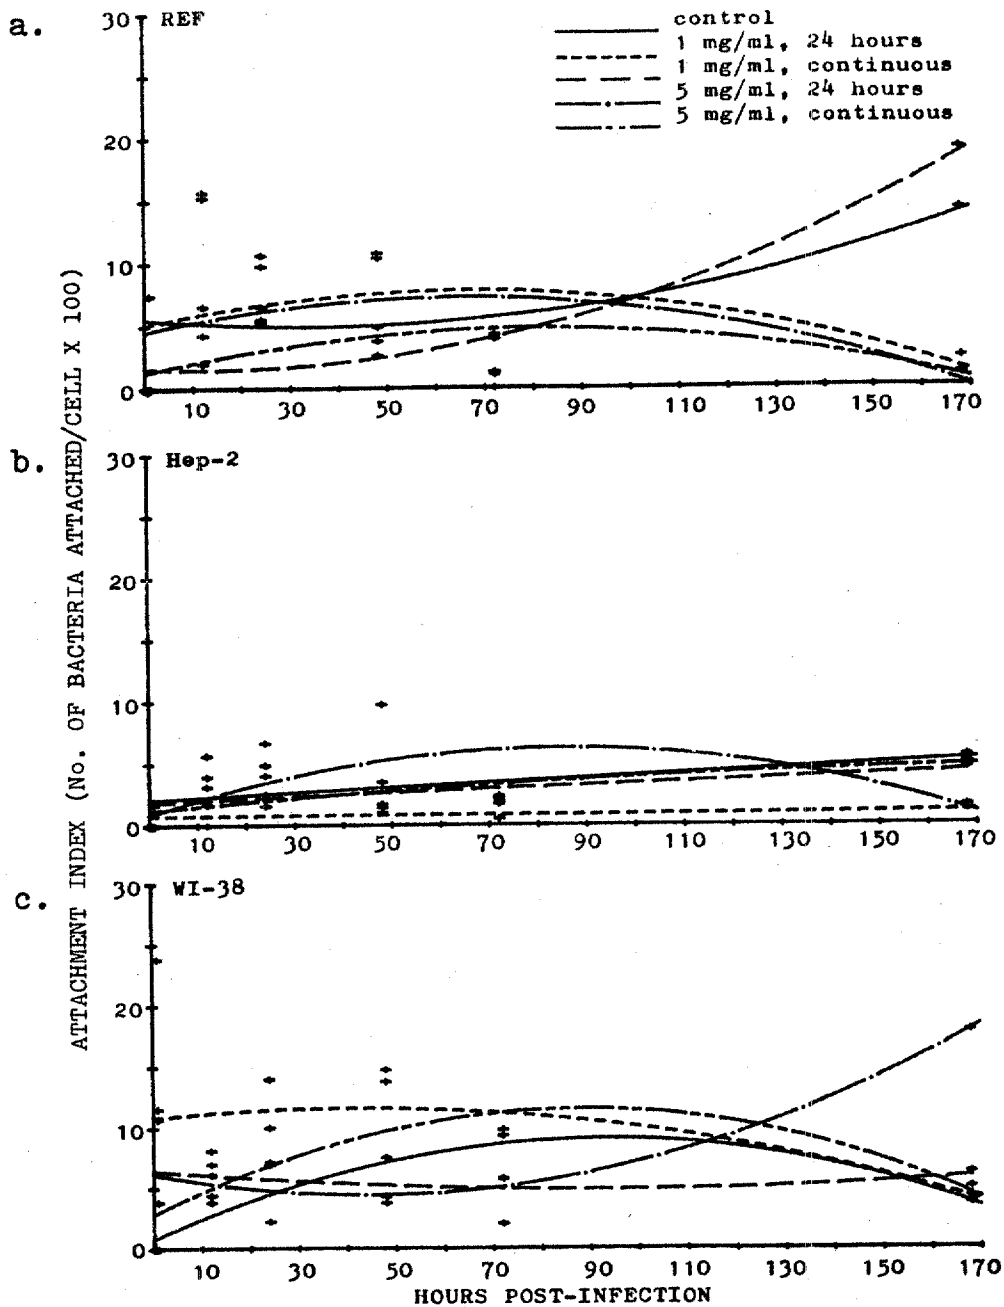 a.
30 REF
control
1 mg/ml, 24 hours
1 mg/ml, continuous
5 mg/ml, 24 hours
5 mg/ml, continuous
20
10
0
10 30 50 70 90 110 130 150 170
b.
30 Hep-2
20
10
0
10 30 50 70 90 110 130 150 170
c.
30 WI-38
20
10
0
10 30 50 70 90 110 130 150 170
HOURS POST-INFECTION
ATTACHMENT INDEX (No. OF BACTERIA ATTACHED/CELL X 100)